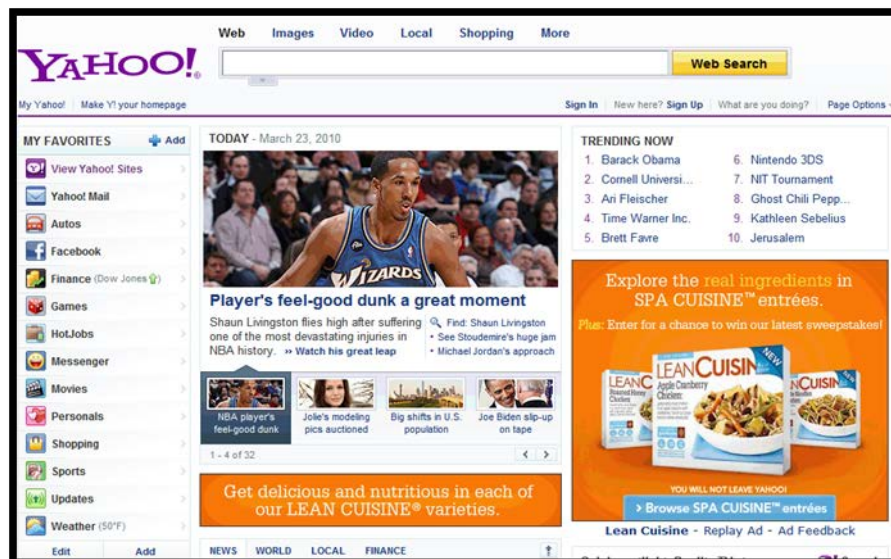 Web Images Video Local Shopping More
YAHOO!
Web Search
My Yahoo! Make Y! your homepage
Sign In New here? Sign Up What are you doing? Page Options
MY FAVORITES Add
View Yahoo! Sites
Yahoo! Mail
Autos
Facebook
Finance (Dow Jones)
Games
HotJobs
Messenger
Movies
Personals
Shopping
Sports
Updates
Weather (50°F)
Edit Add
TODAY - March 23, 2010
WIZARDS
Player's feel-good dunk a great moment
Shaun Livingston flies high after suffering
one of the most devastating injuries in
NBA history. » Watch his great leap
Find: Shaun Livingston
• See Stoudemire's huge jam
• Michael Jordan's approach
NBA player's
feel-good dunk
Jolie's modeling
pics auctioned
Big shifts in U.S.
population
Joe Biden slip-up
on tape
1 - 4 of 32
Get delicious and nutritious in each of
our LEAN CUISINE® varieties.
NEWS WORLD LOCAL FINANCE
TRENDING NOW
1. Barack Obama
2. Cornell Universi...
3. Ari Fleischer
4. Time Warner Inc.
5. Brett Favre
6. Nintendo 3DS
7. NIT Tournament
8. Ghost Chili Pepp...
9. Kathleen Sebelius
10. Jerusalem
Explore the real ingredients in
SPA CUISINE™ entrées.
Plus: Enter for a chance to win our latest sweepstakes!
LEAN CUISINE
NEW
Apple Cranberry
Chicken
YOU WILL NOT LEAVE YAHOO!
> Browse SPA CUISINE™ entrées
Lean Cuisine - Replay Ad - Ad Feedback